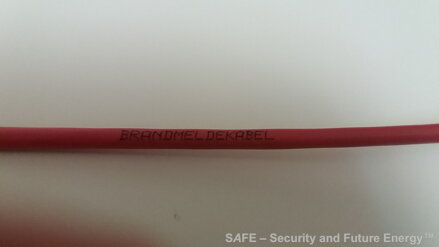 BRANDMELDEKABEL
SAFE – Security and Future Energy™